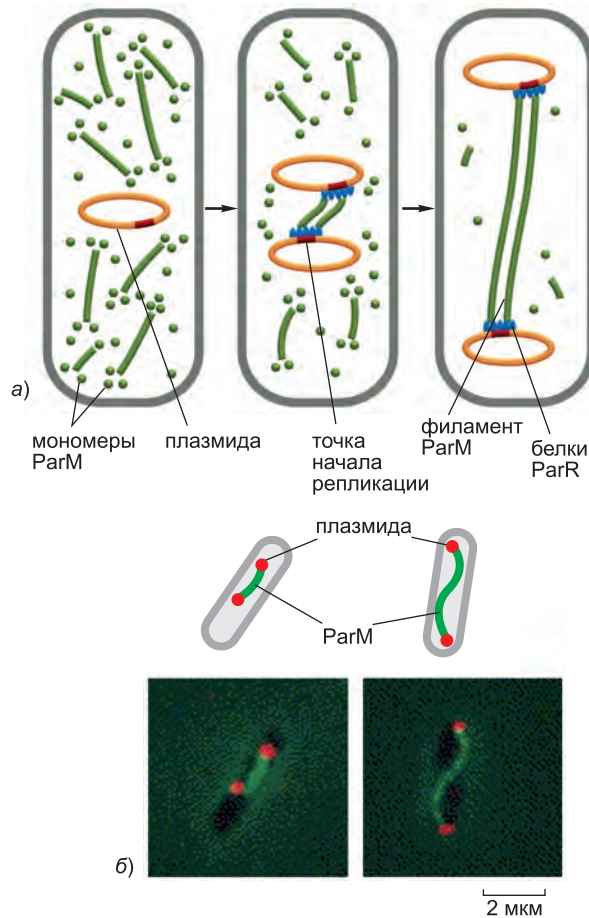 а)
мономеры
ParM
плазмида
точка
начала
репликации
филамент
ParM
белки
ParR
плазмида
ParM
б)
2 мкм